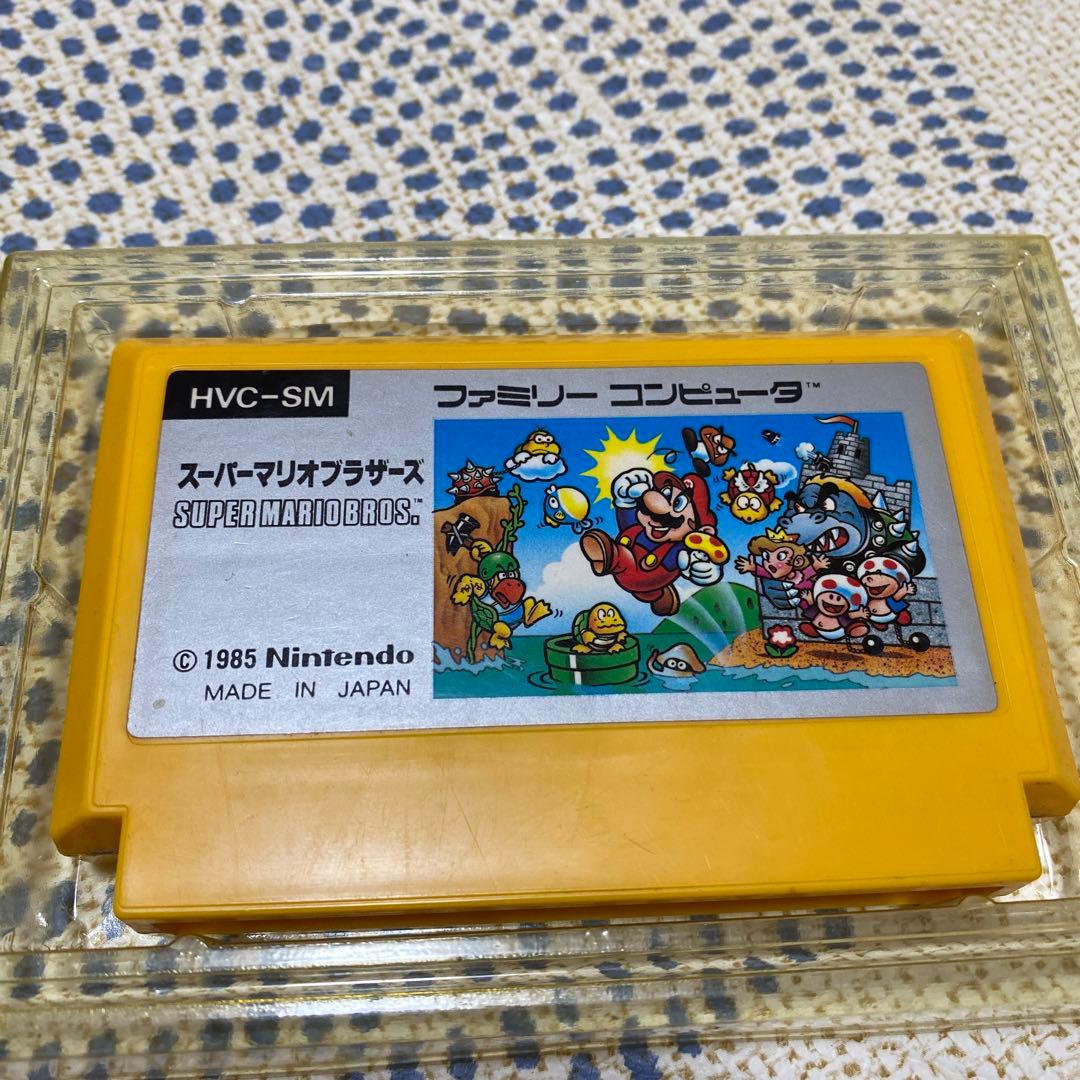 HVC-SM
ファミリー コンピュータ™
スーパーマリオブラザーズ
SUPER MARIO BROS.™
© 1985 Nintendo
MADE IN JAPAN